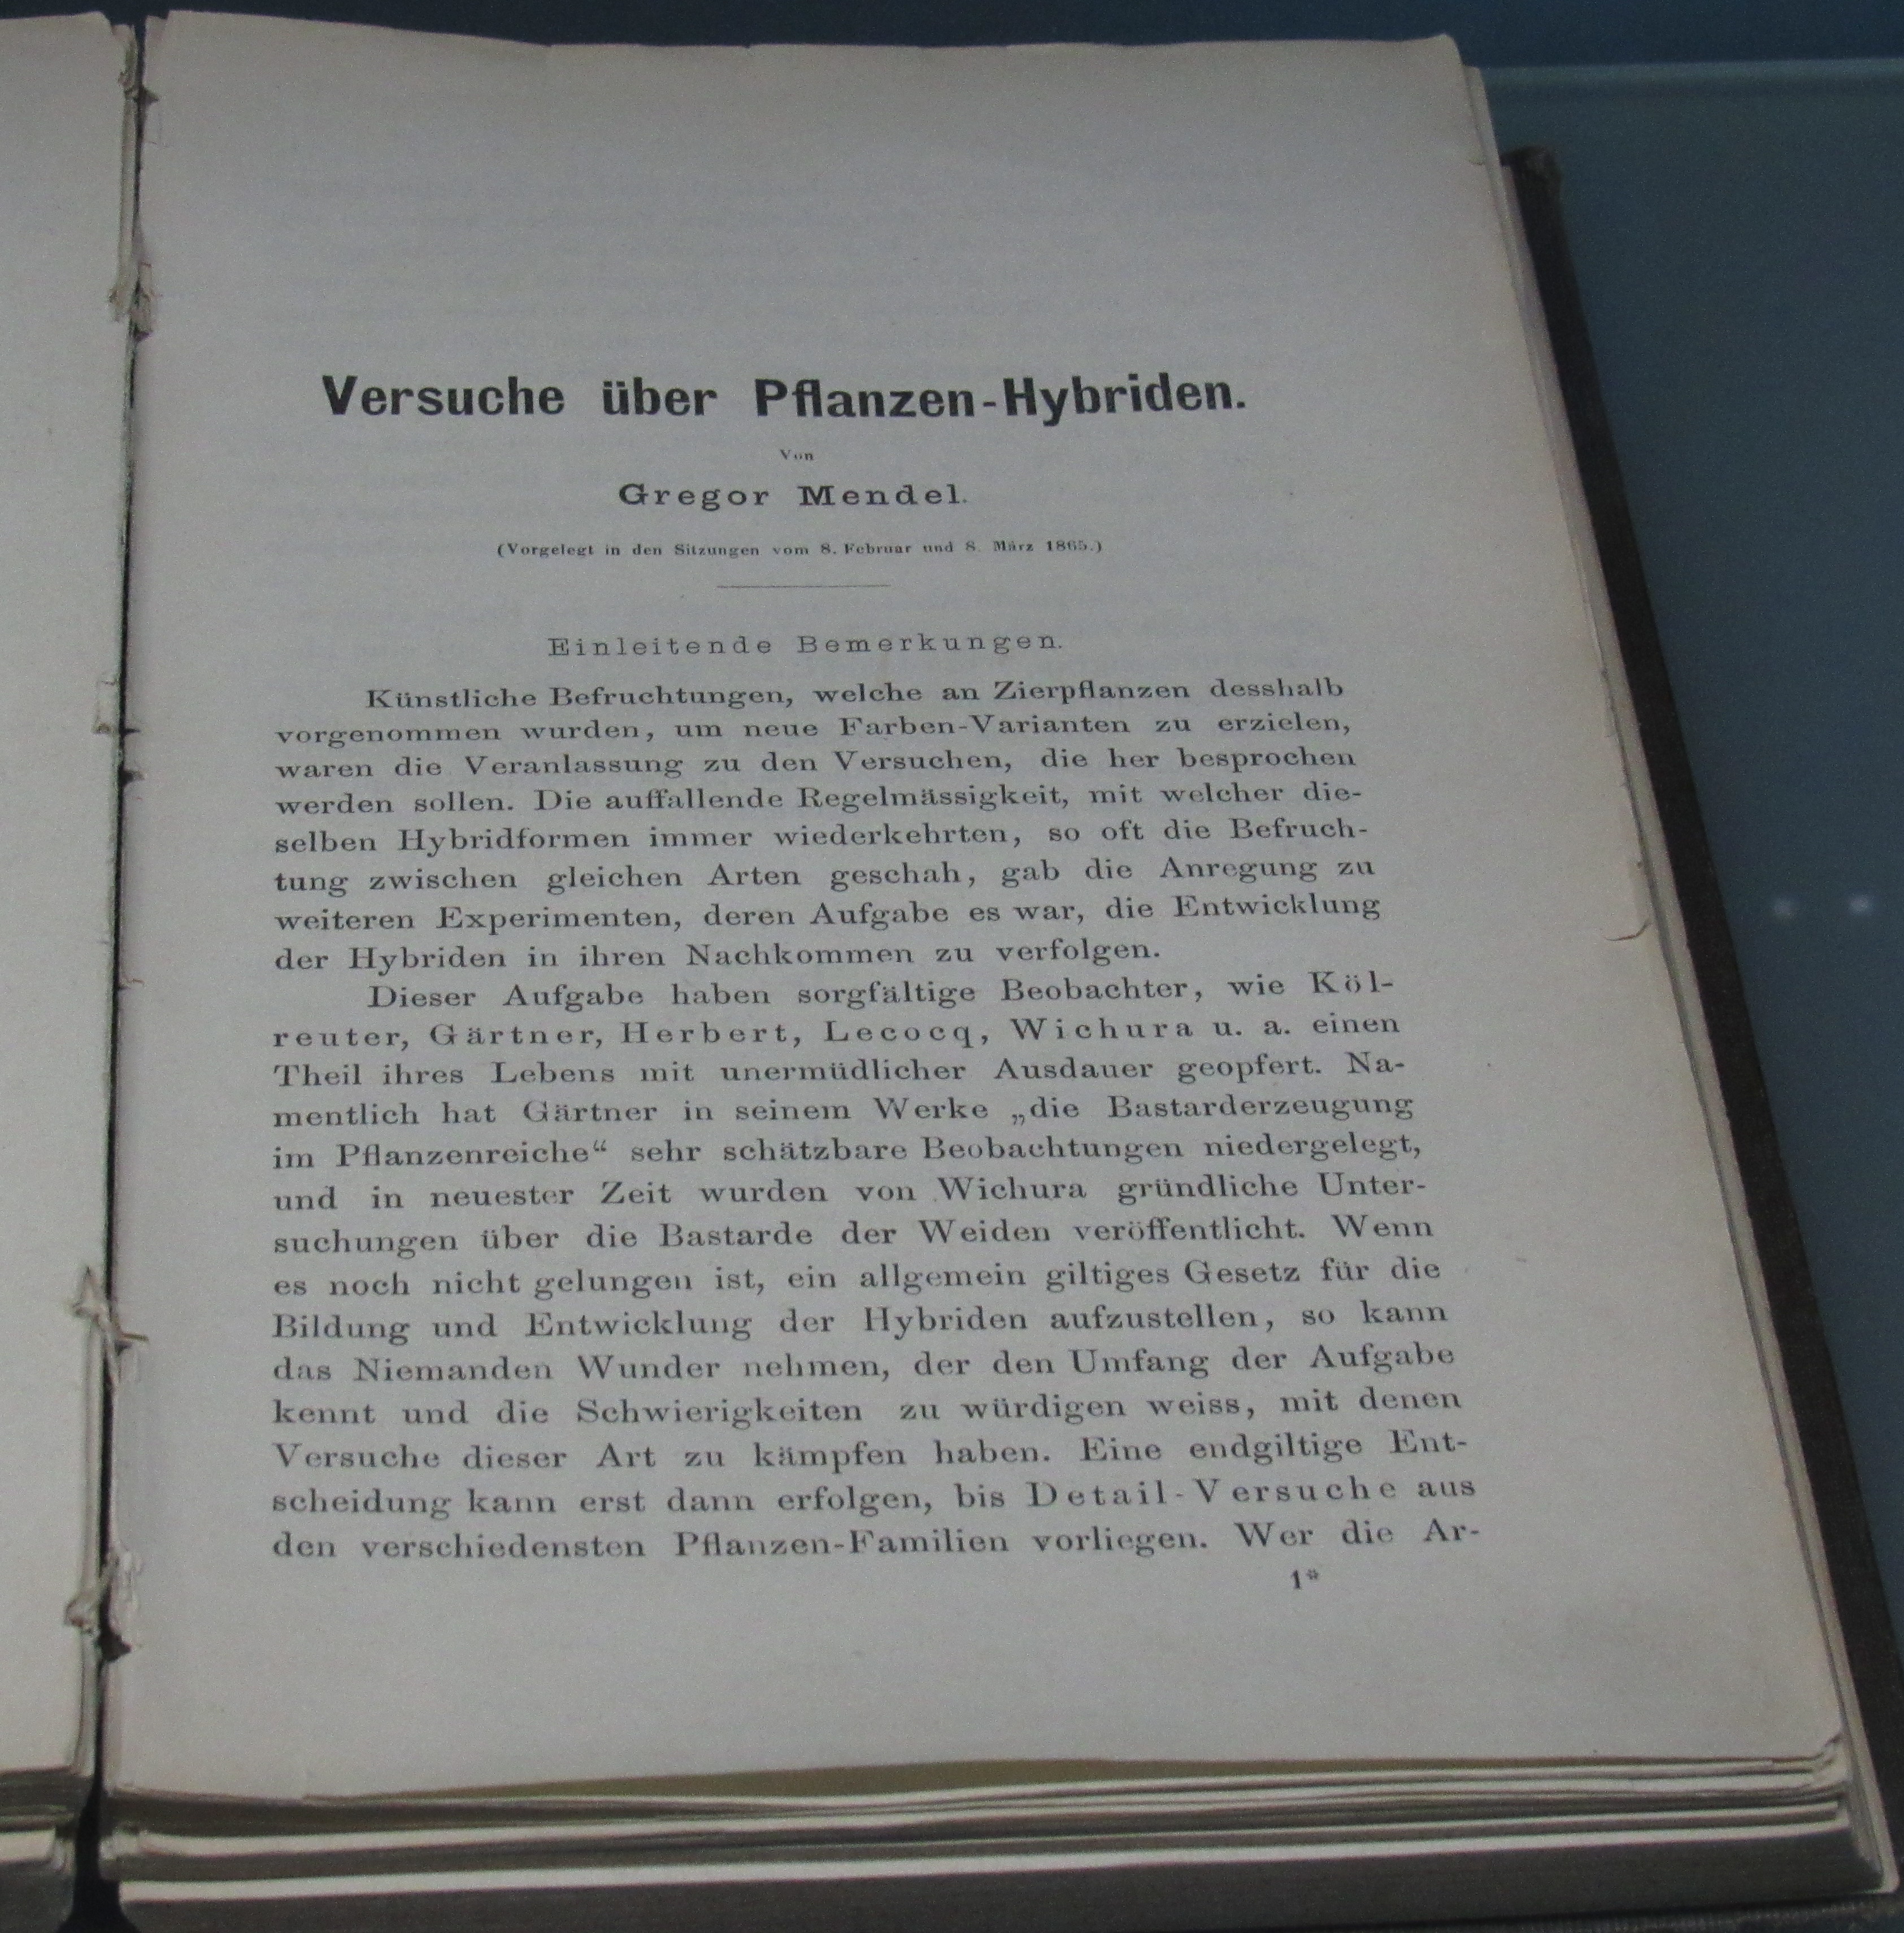 Versuche über Pflanzen-Hybriden.
Von
Gregor Mendel.
(Vorgelegt in den Sitzungen vom 8. Februar und 8. März 1865.)
Einleitende Bemerkungen.
Künstliche Befruchtungen, welche an Zierpflanzen desshalb
vorgenommen wurden, um neue Farben-Varianten zu erzielen,
waren die Veranlassung zu den Versuchen, die her besprochen
werden sollen. Die auffallende Regelmässigkeit, mit welcher die-
selben Hybridformen immer wiederkehrten, so oft die Befruch-
tung zwischen gleichen Arten geschah, gab die Anregung zu
weiteren Experimenten, deren Aufgabe es war, die Entwicklung
der Hybriden in ihren Nachkommen zu verfolgen.
Dieser Aufgabe haben sorgfältige Beobachter, wie Köl-
reuter, Gärtner, Herbert, Lecocq, Wichura u. a. einen
Theil ihres Lebens mit unermüdlicher Ausdauer geopfert. Na-
mentlich hat Gärtner in seinem Werke „die Bastarderzeugung
im Pflanzenreiche“ sehr schätzbare Beobachtungen niedergelegt,
und in neuester Zeit wurden von Wichura gründliche Unter-
suchungen über die Bastarde der Weiden veröffentlicht. Wenn
es noch nicht gelungen ist, ein allgemein giltiges Gesetz für die
Bildung und Entwicklung der Hybriden aufzustellen, so kann
das Niemanden Wunder nehmen, der den Umfang der Aufgabe
kennt und die Schwierigkeiten zu würdigen weiss, mit denen
Versuche dieser Art zu kämpfen haben. Eine endgiltige Ent-
scheidung kann erst dann erfolgen, bis Detail-Versuche aus
den verschiedensten Pflanzen-Familien vorliegen. Wer die Ar-
1*